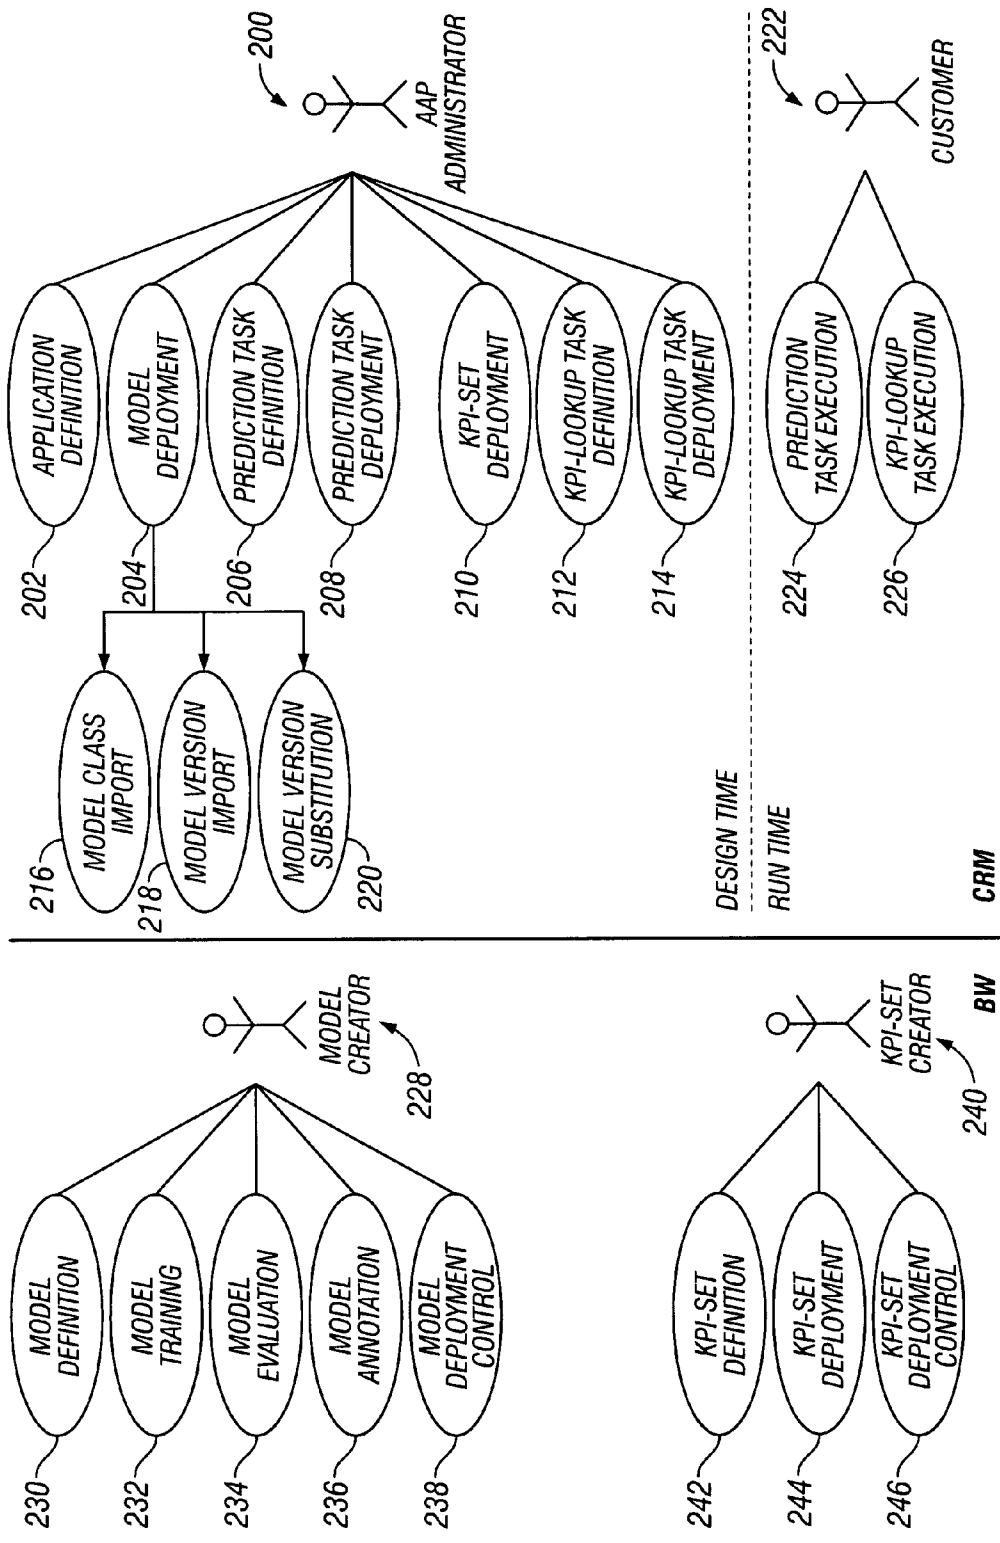 230
MODEL
DEFINITION
232
MODEL
TRAINING
234
MODEL
EVALUATION
236
MODEL
ANNOTATION
238
MODEL
DEPLOYMENT
CONTROL
MODEL
CREATOR
228
242
KPI-SET
DEFINITION
244
KPI-SET
DEPLOYMENT
246
KPI-SET
DEPLOYMENT
CONTROL
KPI-SET
CREATOR
240
BW
216
MODEL CLASS
IMPORT
218
MODEL VERSION
IMPORT
220
MODEL VERSION
SUBSTITUTION
202
APPLICATION
DEFINITION
204
MODEL
DEPLOYMENT
206
PREDICTION TASK
DEFINITION
208
PREDICTION TASK
DEPLOYMENT
210
KPI-SET
DEPLOYMENT
212
KPI-LOOKUP TASK
DEFINITION
214
KPI-LOOKUP TASK
DEPLOYMENT
200
AAP
ADMINISTRATOR
DESIGN TIME
RUN TIME
224
PREDICTION
TASK EXECUTION
226
KPI-LOOKUP
TASK EXECUTION
222
CUSTOMER
CRM